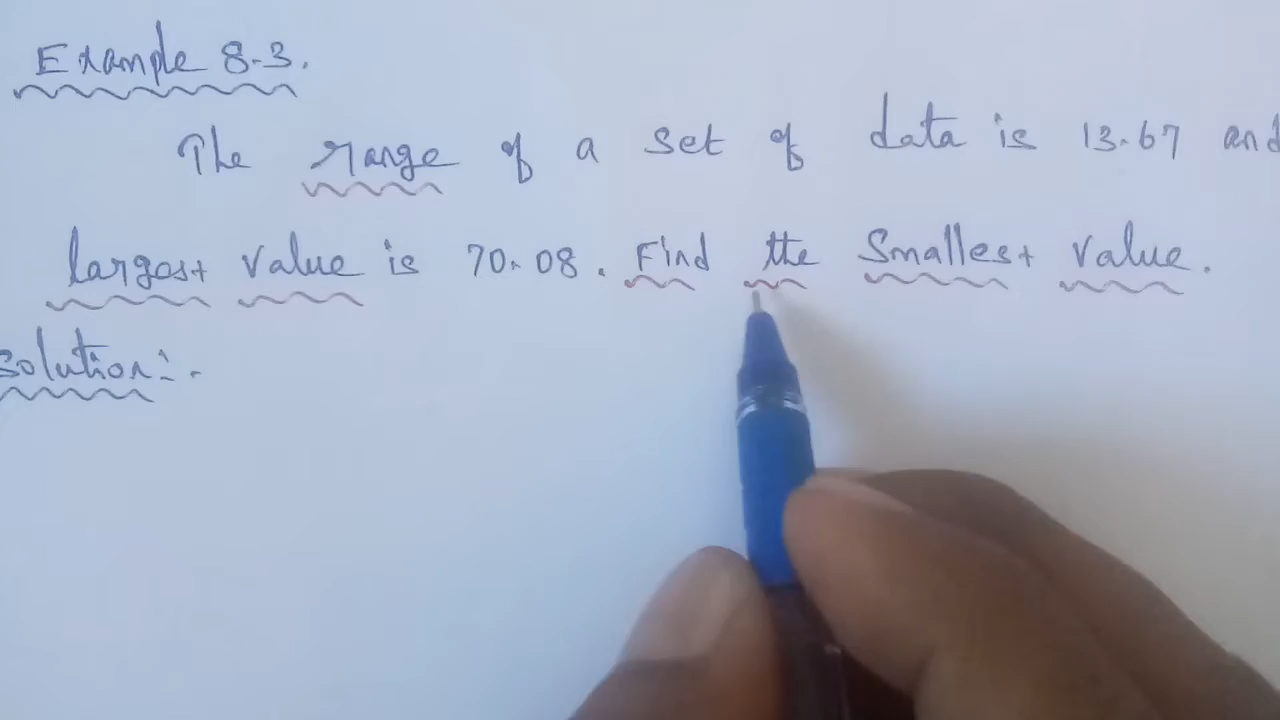 Example 8.3.
The range of a set of data is 13.67 and
largest value is 70.08. Find the Smallest value.
Solution:-